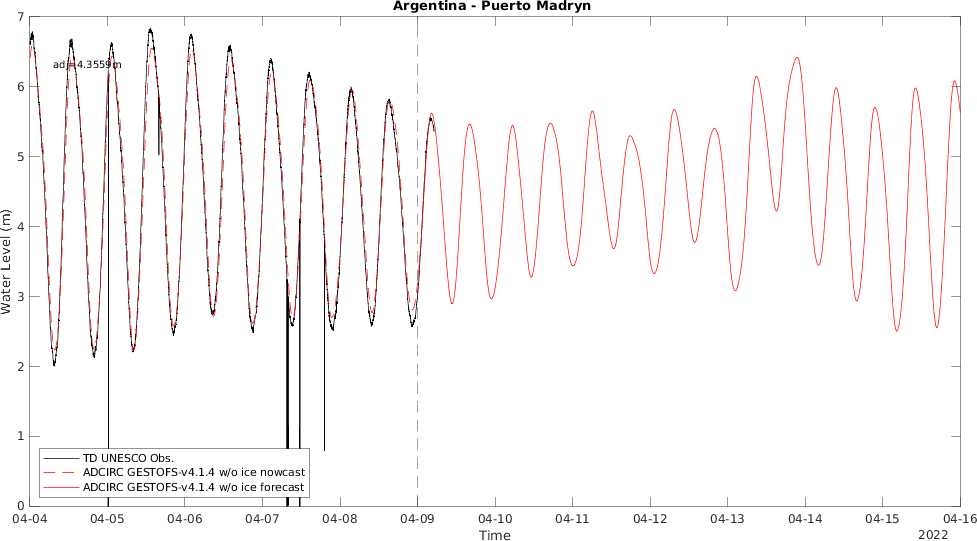 Argentina - Puerto Madryn
7
adj=4.3559m
6
5
4
3
2
1
0
Water Level (m)
TD UNESCO Obs.
ADCIRC GESTOFS-v4.1.4 w/o ice nowcast
ADCIRC GESTOFS-v4.1.4 w/o ice forecast
04-04 04-05 04-06 04-07 04-08 04-09 04-10 04-11 04-12 04-13 04-14 04-15 04-16
Time
2022